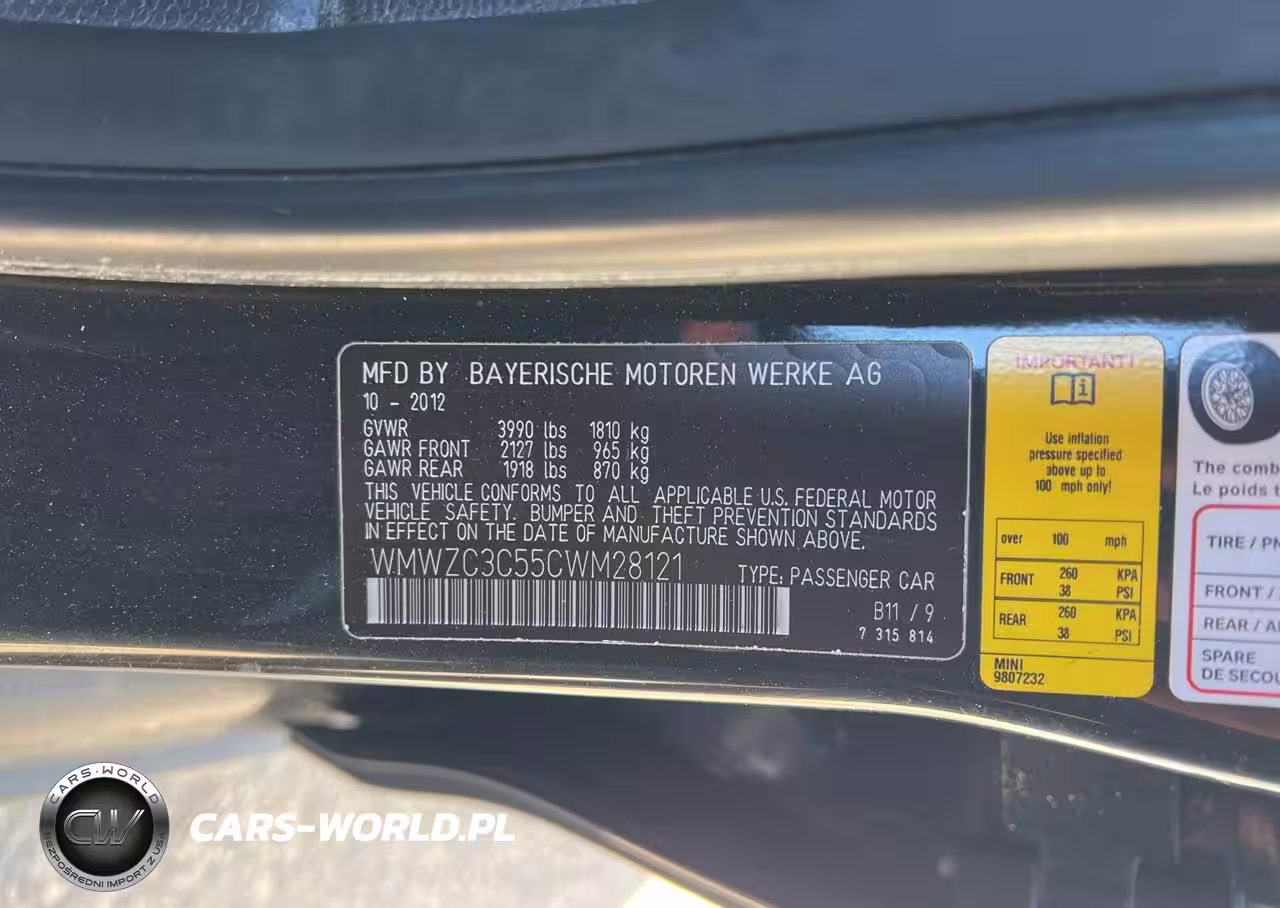 MFD BY BAYERISCHE MOTOREN WERKE AG
10 - 2012
GVWR 3990 lbs 1810 kg
GAWR FRONT 2127 lbs 965 kg
GAWR REAR 1918 lbs 870 kg
THIS VEHICLE CONFORMS TO ALL APPLICABLE U.S. FEDERAL MOTOR
VEHICLE SAFETY. BUMPER AND THEFT PREVENTION STANDARDS
IN EFFECT ON THE DATE OF MANUFACTURE SHOWN ABOVE.
WMWZC3C55CWM28121
TYPE: PASSENGER CAR
B11 / 9
7 315 814
IMPORTANT!
i
Use inflation
pressure specified
above up to
100 mph only!
over 100 mph
FRONT 260 KPA
38 PSI
REAR 260 KPA
38 PSI
MINI
9807232
The comb
Le poids t
TIRE / PN
FRONT /
REAR / A
SPARE
DE SECOU
CARS-WORLD
CW
BEZPOŚREDNI IMPORT Z USA
CARS-WORLD.PL